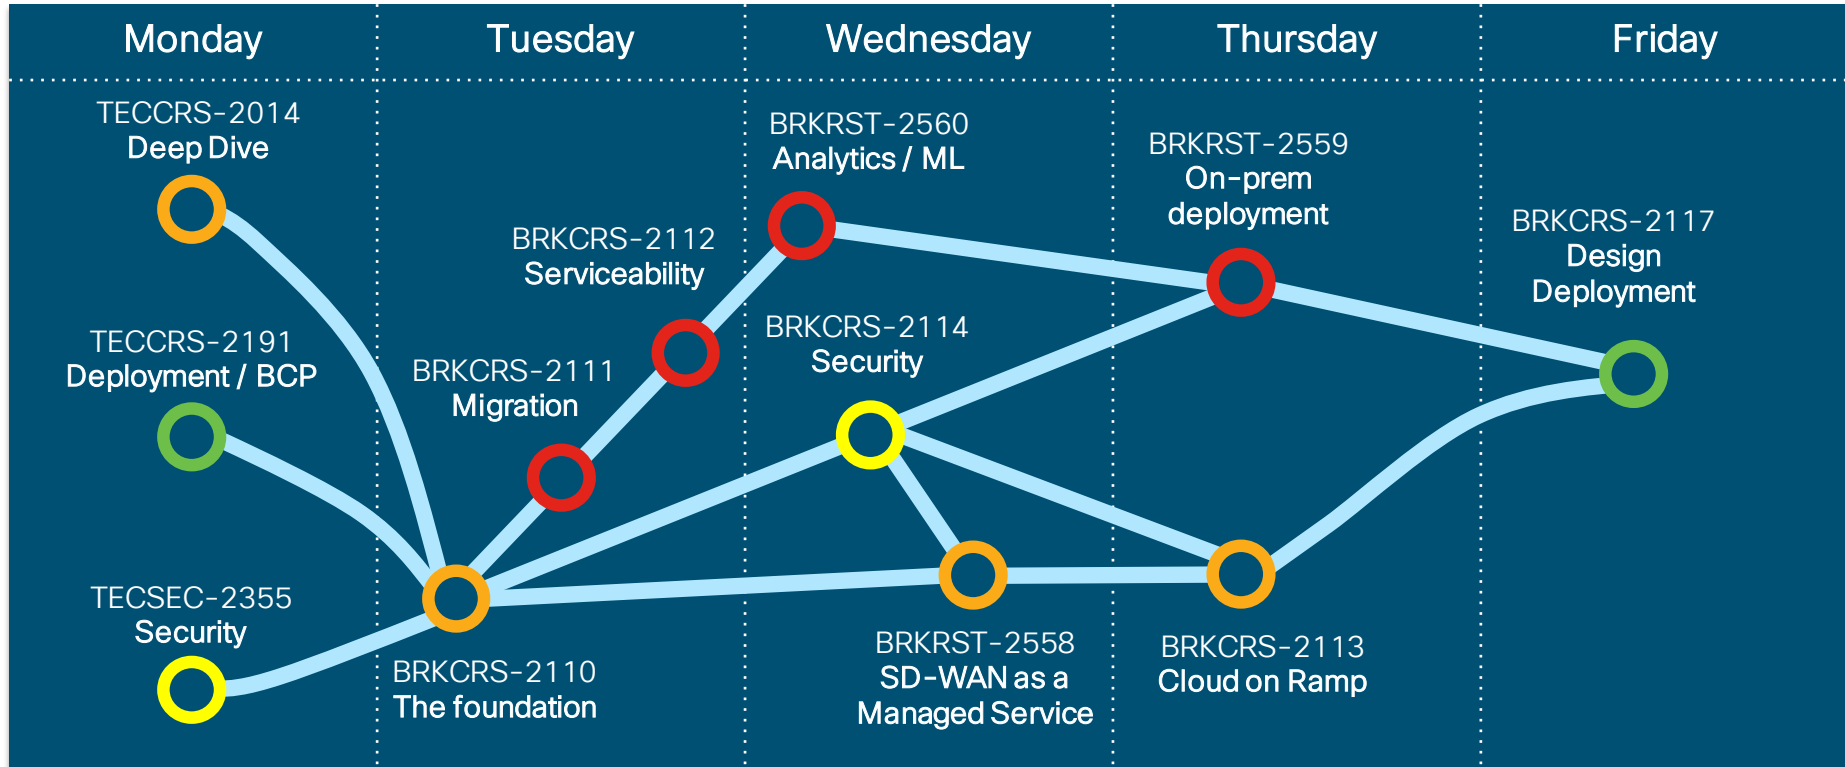 Monday
Tuesday
Wednesday
Thursday
Friday
TECCRS-2014
Deep Dive
TECCRS-2191
Deployment / BCP
TECSEC-2355
Security
BRKCRS-2110
The foundation
BRKCRS-2111
Migration
BRKCRS-2112
Serviceability
BRKRST-2560
Analytics / ML
BRKCRS-2114
Security
BRKRST-2558
SD-WAN as a
Managed Service
BRKRST-2559
On-prem
deployment
BRKCRS-2113
Cloud on Ramp
BRKCRS-2117
Design
Deployment